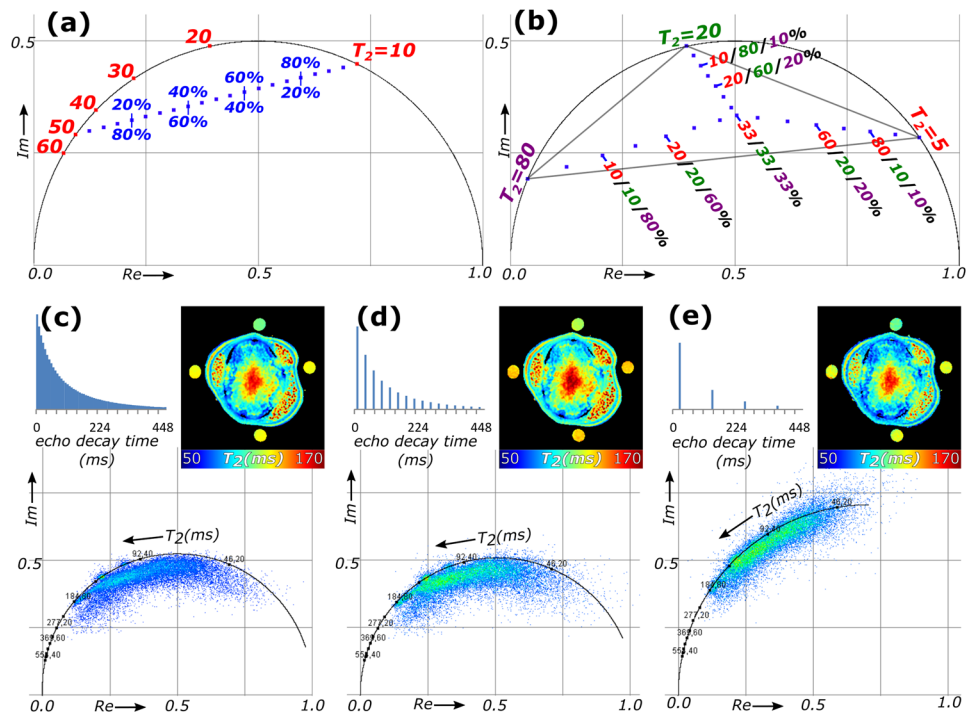 (a)
0.5
20
T₂=10
30
40
50
60
20%
80%
40%
60%
60%
40%
80%
20%
Im
0.0
Re
0.5
1.0
(b)
0.5
T₂=20
10/80/10%
20/60/20%
33/33/33%
T₂=5
T₂=80
10/10/80%
20/20/60%
60/20/20%
80/10/10%
Im
0.0
Re
0.5
1.0
(c)
0
224
448
echo decay time
(ms)
50
T₂(ms)
170
Im
T₂(ms)
0.5
92,40
46,20
184,80
277,20
369,60
0.0
Re
0.5
1.0
(d)
0
224
448
echo decay time
(ms)
50
T₂(ms)
170
Im
T₂(ms)
0.5
92,40
46,20
184,80
277,20
369,60
0.0
Re
0.5
1.0
(e)
0
224
448
echo decay time
(ms)
50
T₂(ms)
170
Im
T₂(ms)
46,20
92,40
0.5
184,80
277,20
369,60
0.0
Re
0.5
1.0